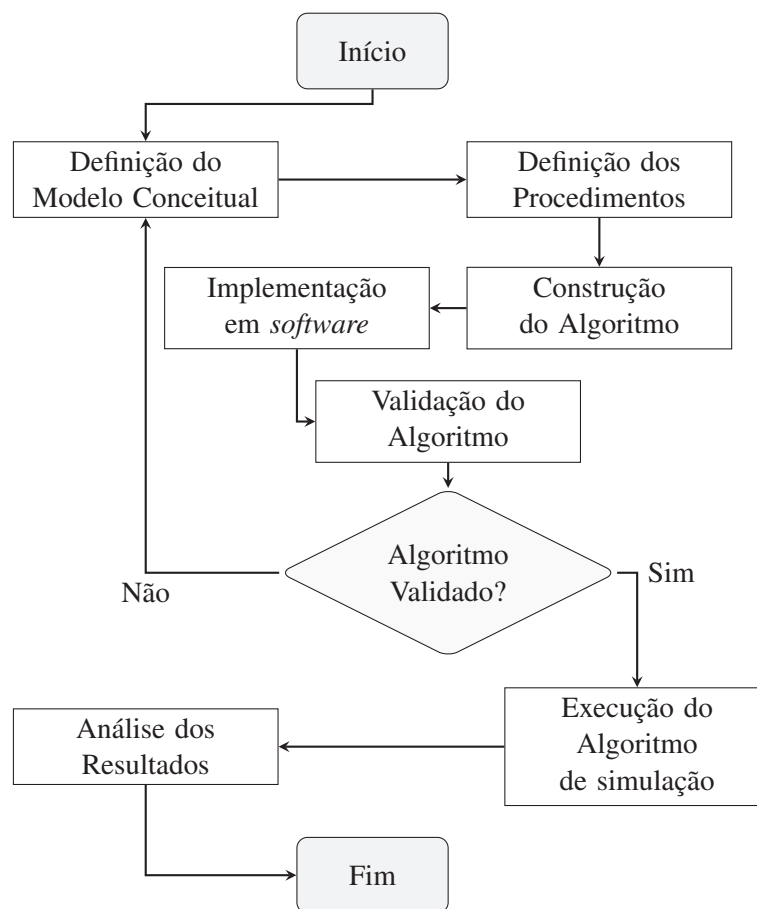 Início
Definição do
Modelo Conceitual
Definição dos
Procedimentos
Construção
do Algoritmo
Implementação
em software
Validação do
Algoritmo
Algoritmo
Validado?
Não
Sim
Execução do
Algoritmo
de simulação
Análise dos
Resultados
Fim